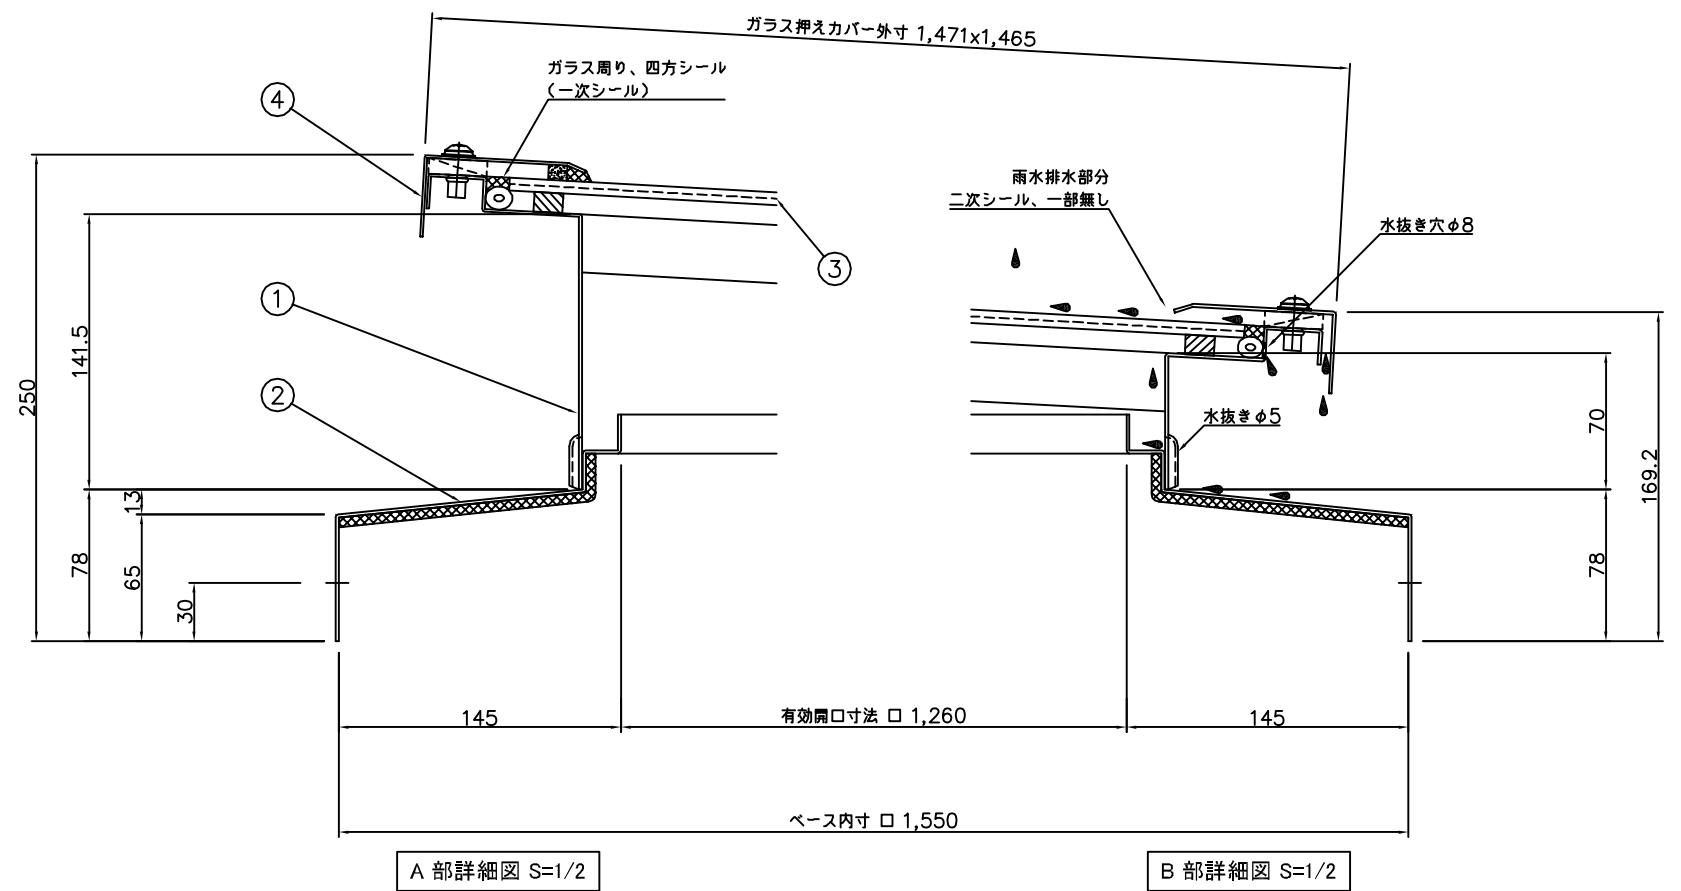 ガラス押えカバー外寸 1,471x1,465
ガラス周り、四方シール
(一次シール)
4
雨水排水部分
二次シール、一部無し
水抜き穴φ8
3
1
2
水抜きφ5
250
141.5
13
78
65
30
70
169.2
78
145
有効開口寸法 □ 1,260
145
ベース内寸 □ 1,550
A 部詳細図 S=1/2
B 部詳細図 S=1/2